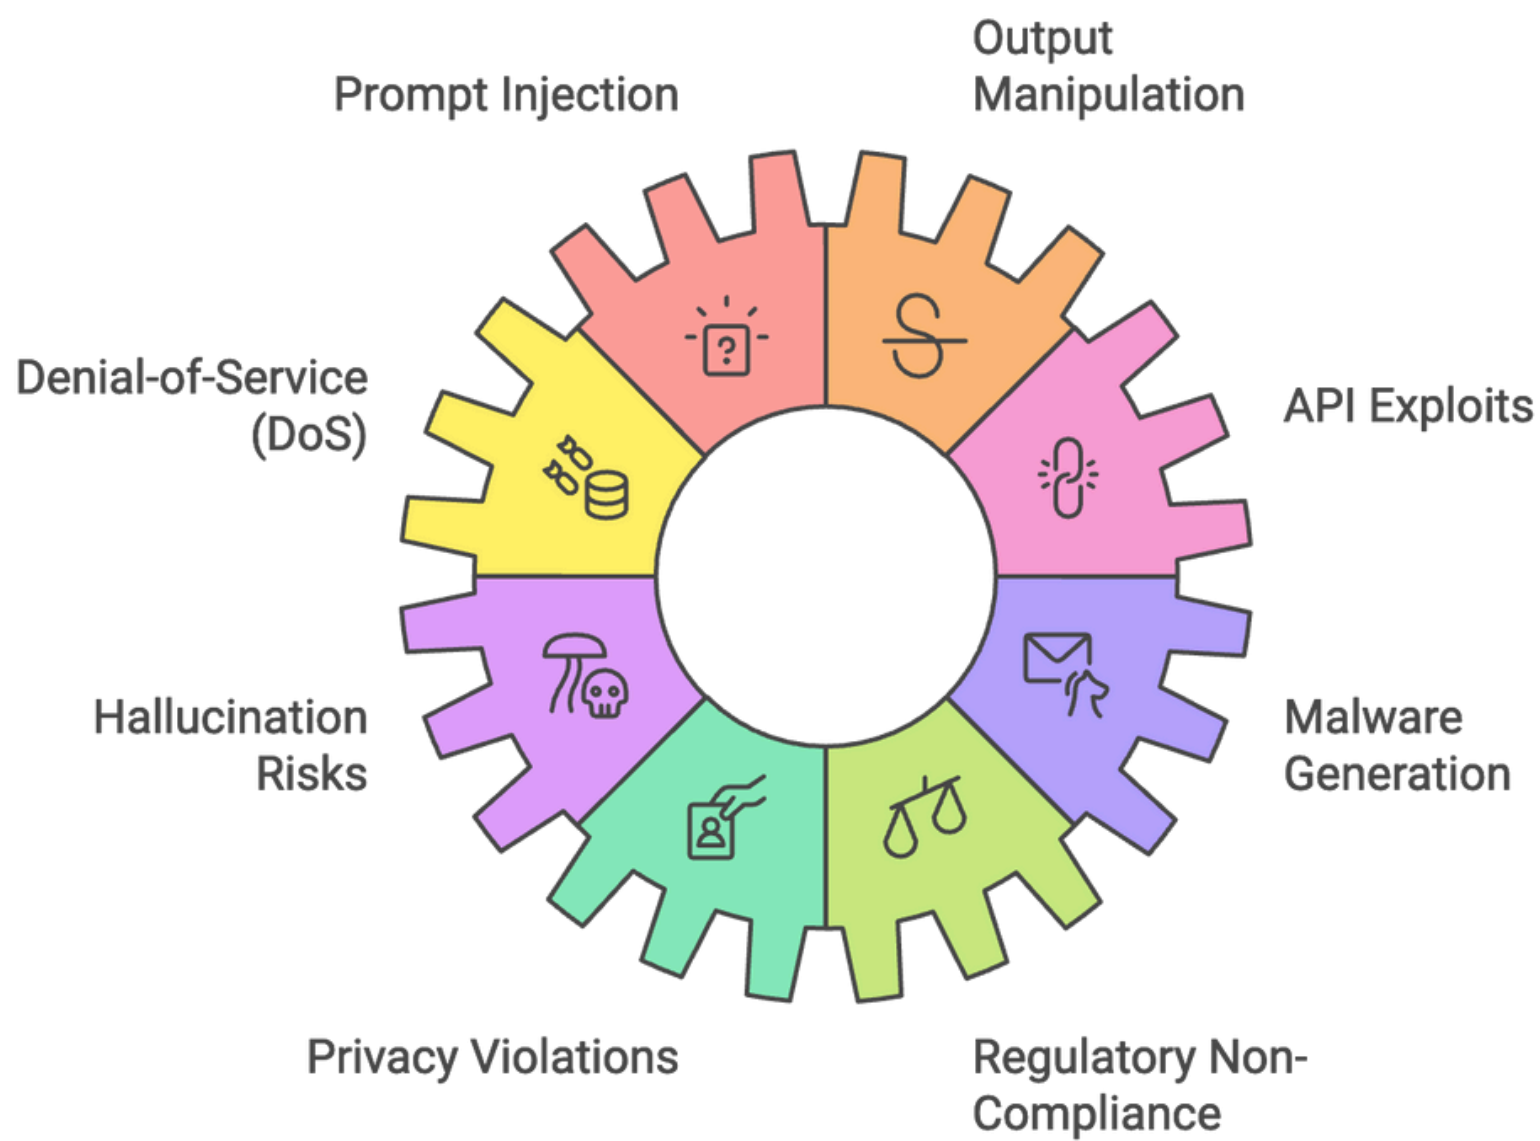 Output
Manipulation
Prompt Injection
Denial-of-Service
(DoS)
API Exploits
?
Hallucination
Risks
Malware
Generation
Privacy Violations
Regulatory Non-
Compliance